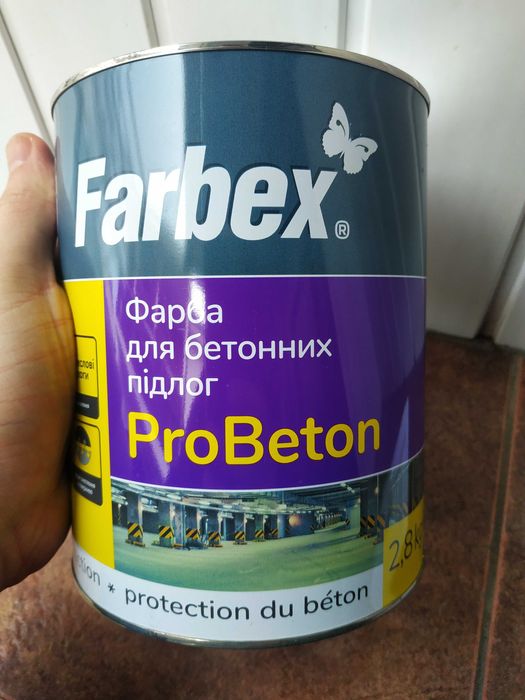 Farbex®
Фарба
для бетонних
підлог
ProBeton
2,8
* protection du béton